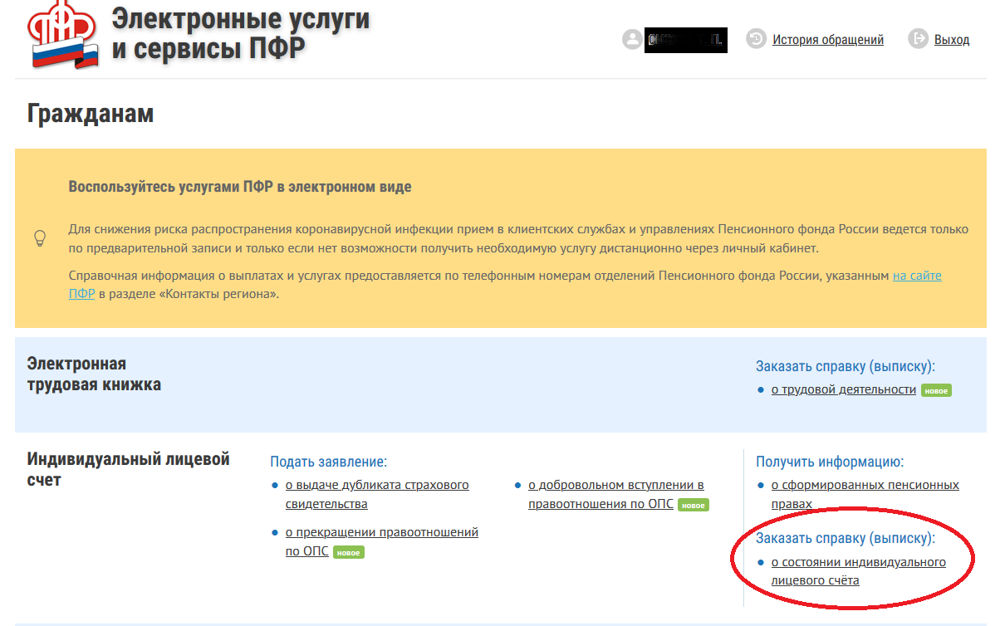 Электронные услуги
и сервисы ПФР
История обращений
Выход
Гражданам
Воспользуйтесь услугами ПФР в электронном виде
Для снижения риска распространения коронавирусной инфекции прием в клиентских службах и управлениях Пенсионного фонда России ведется только
по предварительной записи и только если нет возможности получить необходимую услугу дистанционно через личный кабинет.
Справочная информация о выплатах и услугах предоставляется по телефонным номерам отделений Пенсионного фонда России, указанным на сайте
ПФР в разделе «Контакты региона».
Электронная
трудовая книжка
Заказать справку (выписку):
о трудовой деятельности новое
Индивидуальный лицевой
счет
Подать заявление:
о выдаче дубликата страхового
свидетельства
о прекращении правоотношений
по ОПС новое
о добровольном вступлении в
правоотношения по ОПС новое
Получить информацию:
о сформированных пенсионных
правах
Заказать справку (выписку):
о состоянии индивидуального
лицевого счёта